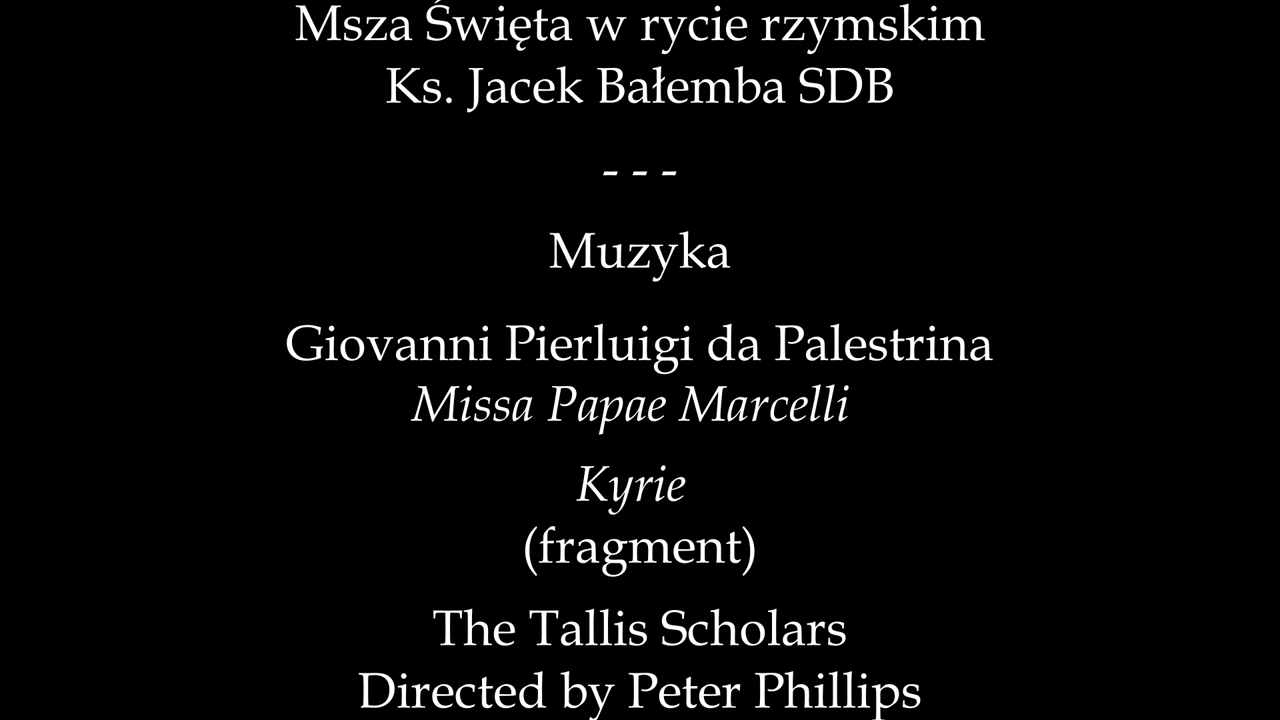 Msza Święta w rycie rzymskim
Ks. Jacek Bałemba SDB
- - -
Muzyka
Giovanni Pierluigi da Palestrina
Missa Papae Marcelli
Kyrie
(fragment)
The Tallis Scholars
Directed by Peter Phillips